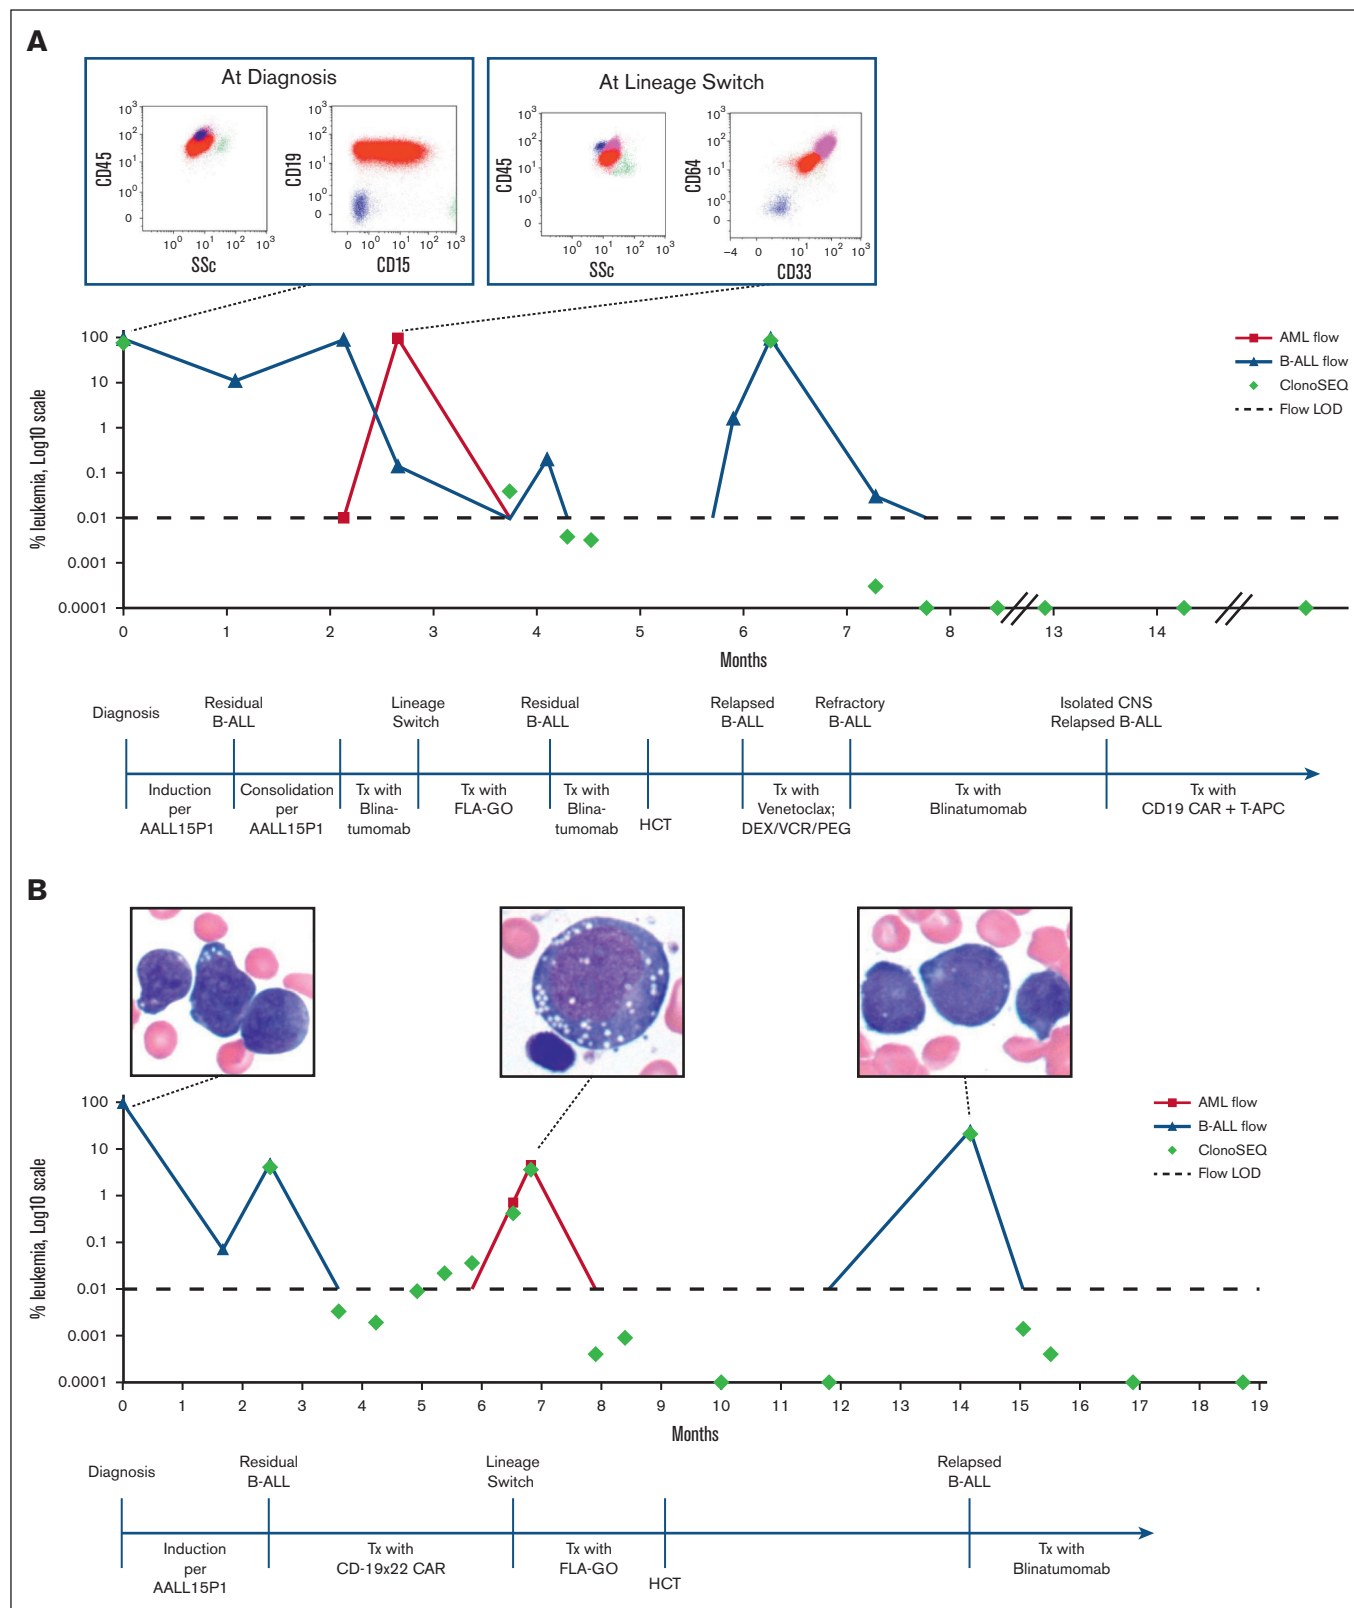 A
At Diagnosis
10³
10²
10¹
10⁰
0
CD45
10⁰ 10¹ 10² 10³
SSc
10³
10²
10¹
10⁰
0
CD19
0 10⁰ 10¹ 10² 10³
CD15
At Lineage Switch
10³
10²
10¹
10⁰
0
CD45
10⁰ 10¹ 10² 10³
SSc
10³
10²
10¹
10⁰
0
CD64
−4 0 10¹ 10² 10³
CD33
100
10
1
0.1
0.01
0.001
0.0001
% leukemia, Log10 scale
AML flow
B-ALL flow
ClonoSEQ
Flow LOD
0 1 2 3 4 5 6 7 8 13 14
Months
Diagnosis
Residual
B-ALL
Lineage
Switch
Residual
B-ALL
Relapsed
B-ALL
Refractory
B-ALL
Isolated CNS
Relapsed B-ALL
Induction
per
AALL15P1
Consolidation
per
AALL15P1
Tx with
Blina-
tumomab
Tx with
FLA-GO
Tx with
Blina-
tumomab
HCT
Tx with
Venetoclax;
DEX/VCR/PEG
Tx with
Blinatumomab
Tx with
CD19 CAR + T-APC
B
100
10
1
0.1
0.01
0.001
0.0001
% leukemia, Log10 scale
AML flow
B-ALL flow
ClonoSEQ
Flow LOD
0 1 2 3 4 5 6 7 8 9 10 11 12 13 14 15 16 17 18 19
Months
Diagnosis
Residual
B-ALL
Lineage
Switch
Relapsed
B-ALL
Induction
per
AALL15P1
Tx with
CD-19x22 CAR
Tx with
FLA-GO
HCT
Tx with
Blinatumomab